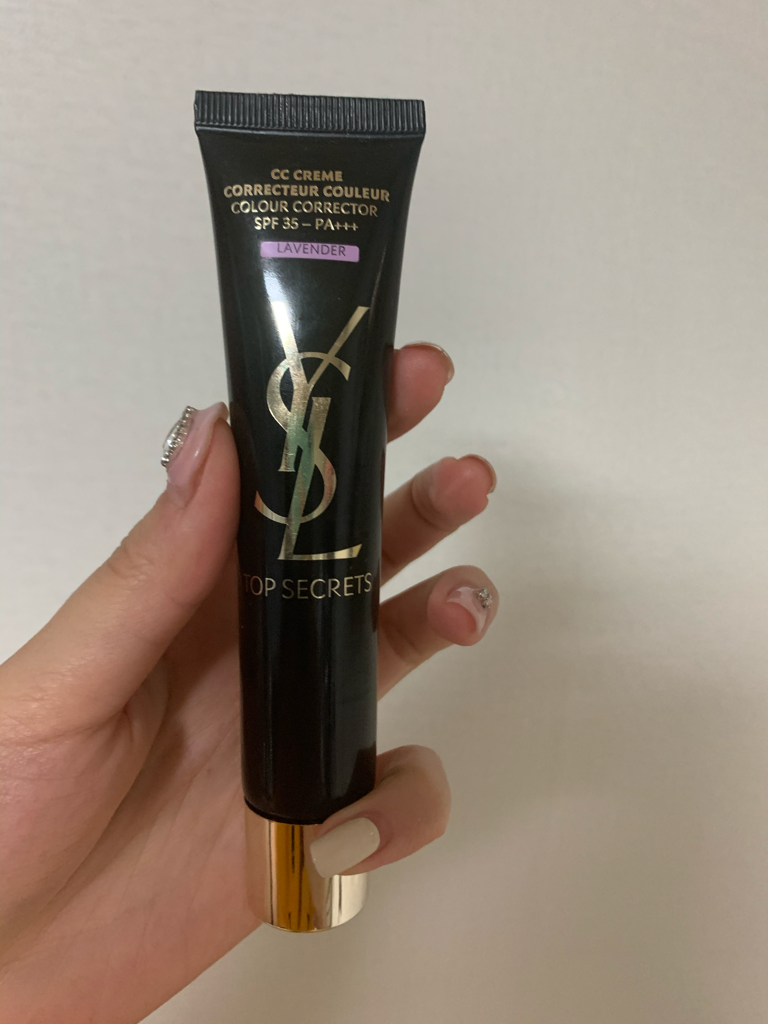 CC CREME
CORRECTEUR COULEUR
COLOUR CORRECTOR
SPF 35 – PA+++
LAVENDER
YSL
TOP SECRETS